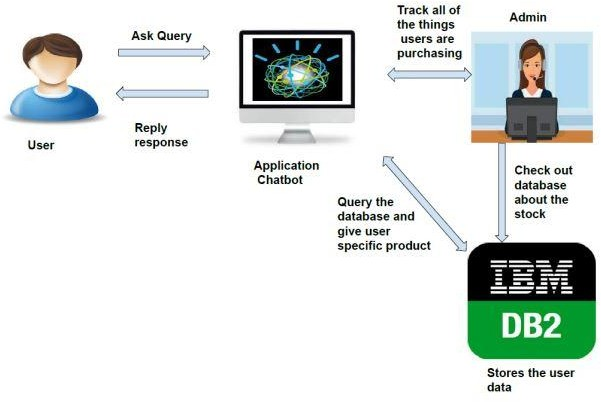 Track all of
the things
users are
purchasing
Admin
Ask Query
Reply
response
User
Application
Chatbot
Check out
database
about the
stock
Query the
database and
give user
specific product
IBM
DB2
Stores the user
data